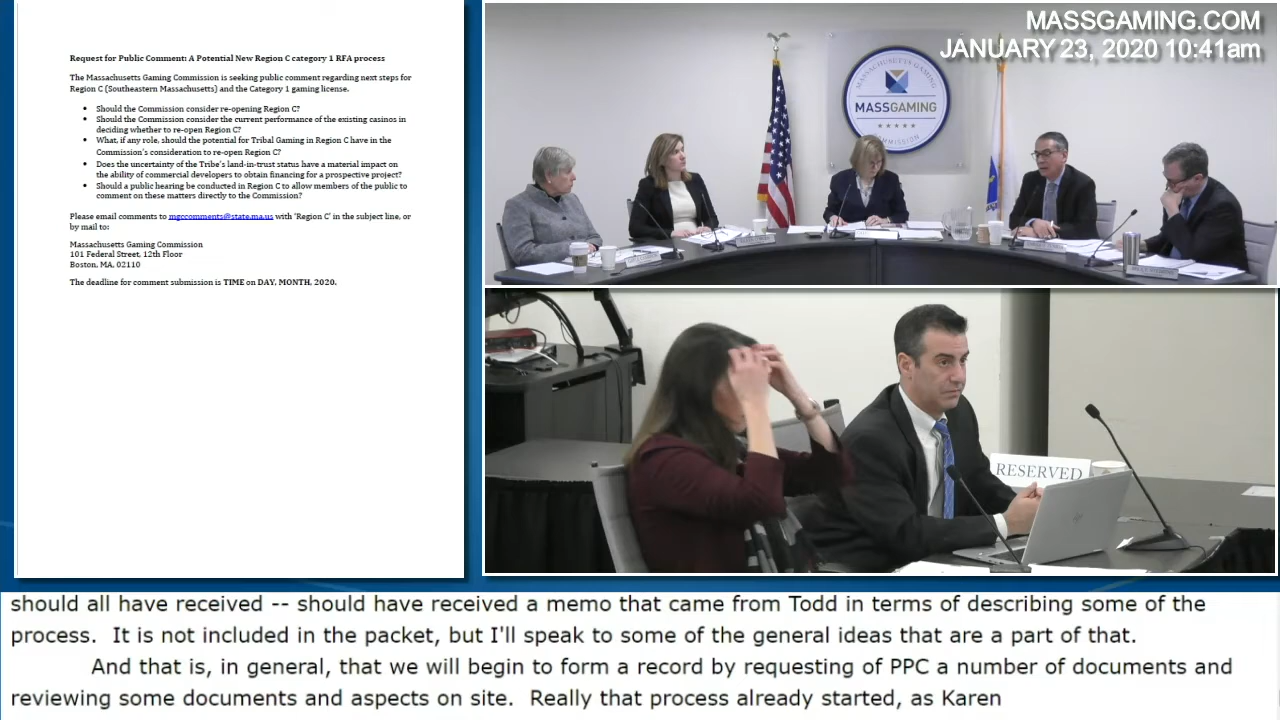 Request for Public Comment: A Potential New Region C category 1 RFA process
The Massachusetts Gaming Commission is seeking public comment regarding next steps for
Region C (Southeastern Massachusetts) and the Category 1 gaming license.
• Should the Commission consider re-opening Region C?
• Should the Commission consider the current performance of the existing casinos in
deciding whether to re-open Region C?
• What, if any role, should the potential for Tribal Gaming in Region C have in the
Commission's consideration to re-open Region C?
• Does the uncertainty of the Tribe's land-in-trust status have a material impact on
the ability of commercial developers to obtain financing for a prospective project?
• Should a public hearing be conducted in Region C to allow members of the public to
comment on these matters directly to the Commission?
Please email comments to mgccomments@state.ma.us with 'Region C' in the subject line, or
by mail to:
Massachusetts Gaming Commission
101 Federal Street, 12th Floor
Boston, MA, 02110
The deadline for comment submission is TIME on DAY, MONTH, 2020.
MASSGAMING.COM
JANUARY 23, 2020 10:41am
MASSACHUSETTS GAMING
MASSGAMING
COMMISSION
RESERVED
should all have received -- should have received a memo that came from Todd in terms of describing some of the
process. It is not included in the packet, but I'll speak to some of the general ideas that are a part of that.
And that is, in general, that we will begin to form a record by requesting of PPC a number of documents and
reviewing some documents and aspects on site. Really that process already started, as Karen